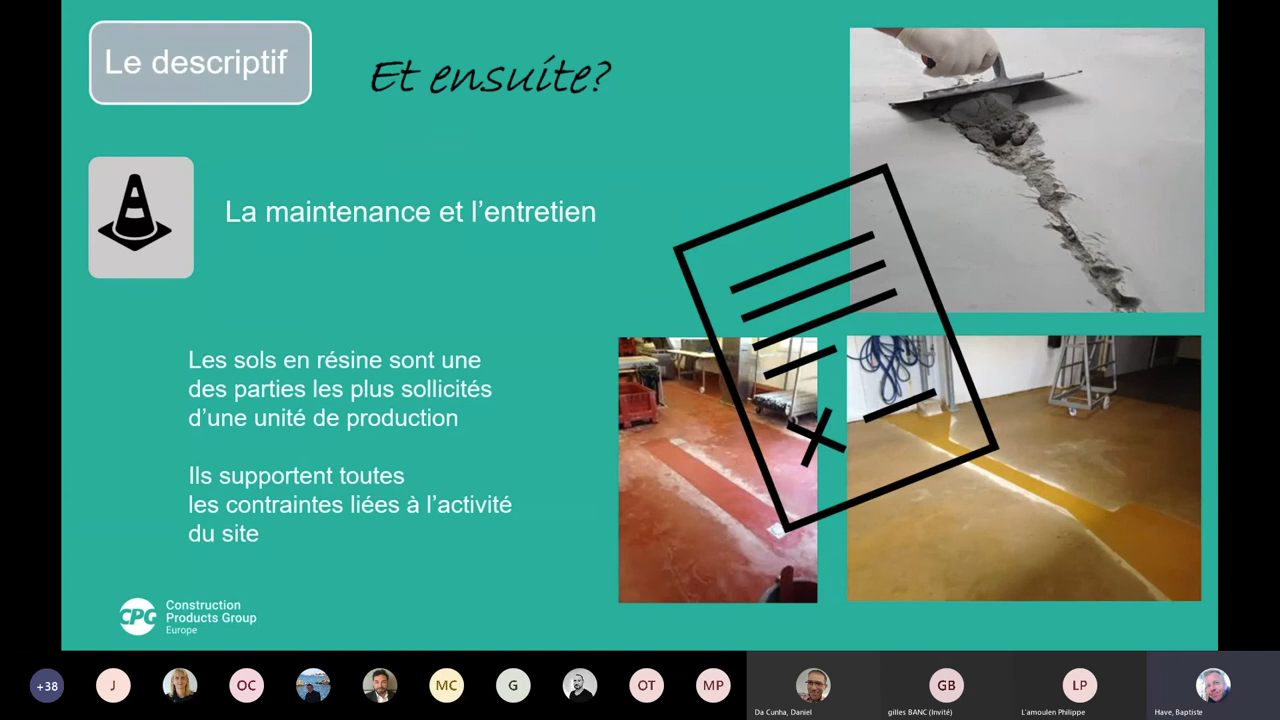 Le descriptif
Et ensuite?
La maintenance et l’entretien
Les sols en résine sont une
des parties les plus sollicités
d’une unité de production
Ils supportent toutes
les contraintes liées à l’activité
du site
CPG
Construction
Products Group
Europe
+38
J
OC
MC
G
OT
MP
GB
LP
Da Cunha, Daniel
gilles BANC (Invité)
L'amoulen Philippe
Have, Baptiste